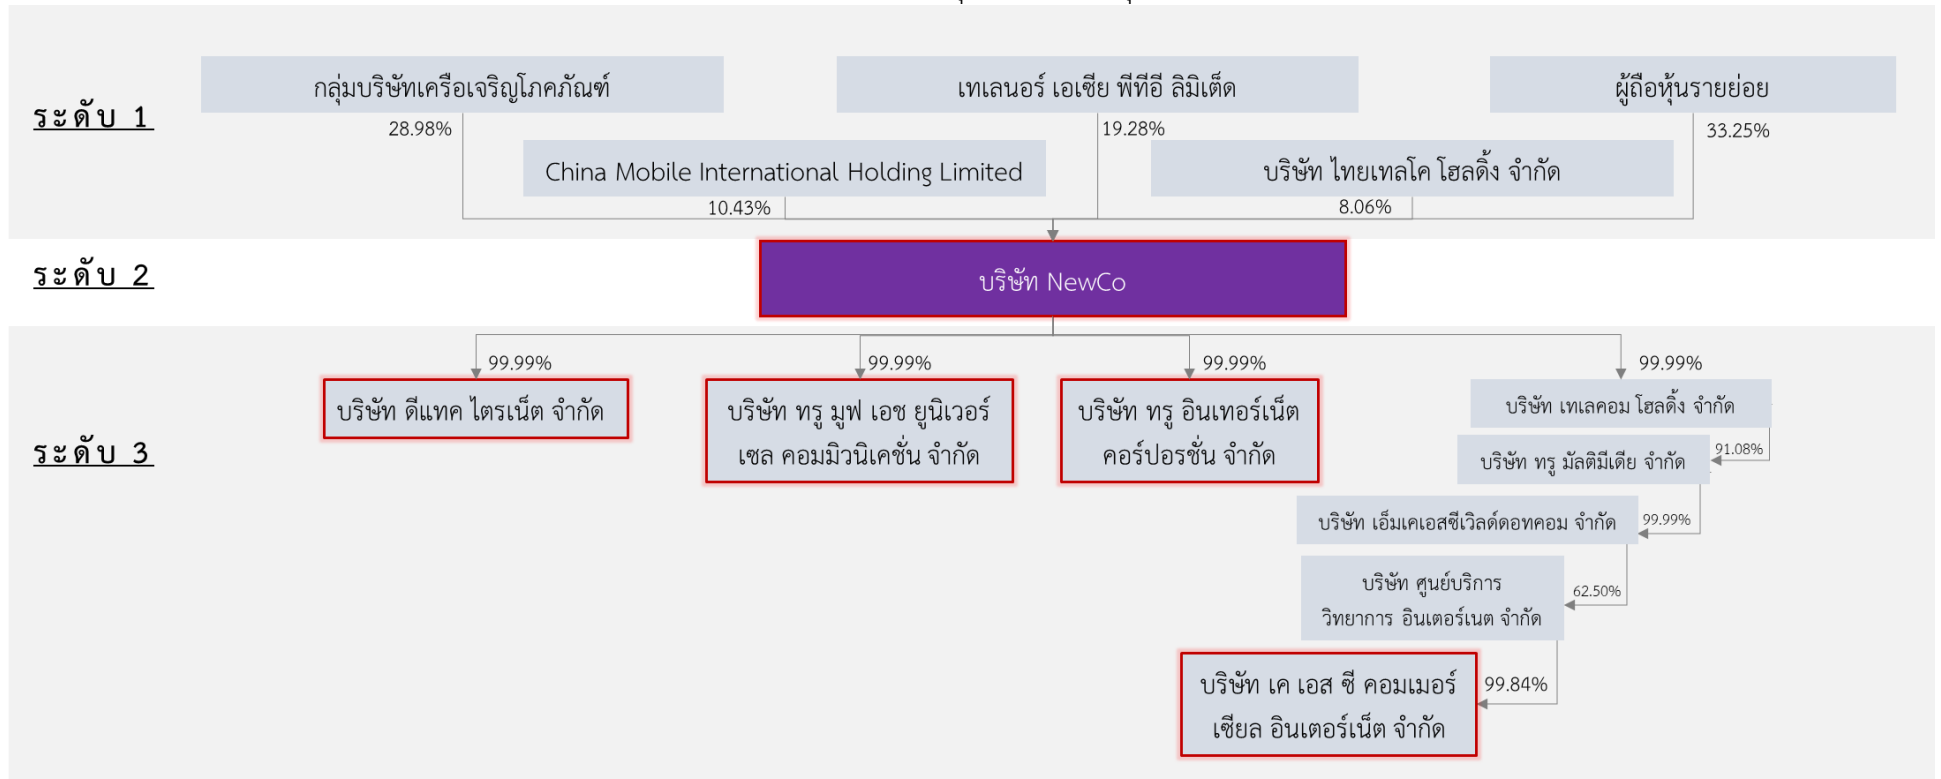 ระดับ 1
กลุ่มบริษัทเครือเจริญโภคภัณฑ์
เทเลนอร์ เอเชีย พีทีอี ลิมิเต็ด
ผู้ถือหุ้นรายย่อย
28.98%
19.28%
33.25%
China Mobile International Holding Limited
บริษัท ไทยเทลโค โฮลดิ้ง จำกัด
10.43%
8.06%
ระดับ 2
บริษัท NewCo
ระดับ 3
99.99%
99.99%
99.99%
99.99%
บริษัท ดีแทค ไตรเน็ต จำกัด
บริษัท ทรู มูฟ เอช ยูนิเวอร์
เซล คอมมิวนิเคชั่น จำกัด
บริษัท ทรู อินเทอร์เน็ต
คอร์ปอรชั่น จำกัด
บริษัท เทเลคอม โฮลดิ้ง จำกัด
91.08%
บริษัท ทรู มัลติมีเดีย จำกัด
99.99%
บริษัท เอ็มเคเอสซีเวิลด์ดอทคอม จำกัด
62.50%
บริษัท ศูนย์บริการ
วิทยาการ อินเตอร์เนต จำกัด
99.84%
บริษัท เค เอส ซี คอมเมอร์
เชียล อินเตอร์เน็ต จำกัด